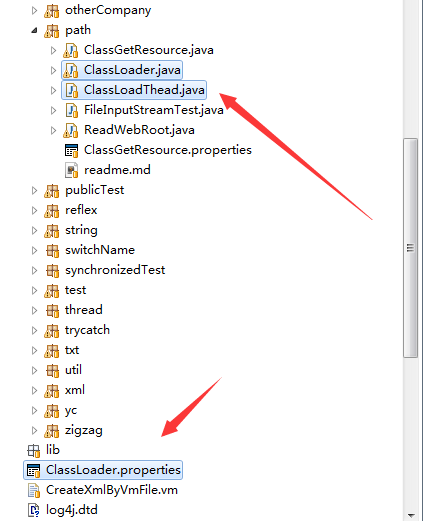 otherCompany
path
ClassGetResource.java
ClassLoader.java
ClassLoadThead.java
FileInputStreamTest.java
ReadWebRoot.java
ClassGetResource.properties
readme.md
publicTest
reflex
string
switchName
synchronizedTest
test
thread
trycatch
txt
util
xml
yc
zigzag
lib
ClassLoader.properties
CreateXmlByVmFile.vm
log4j.dtd